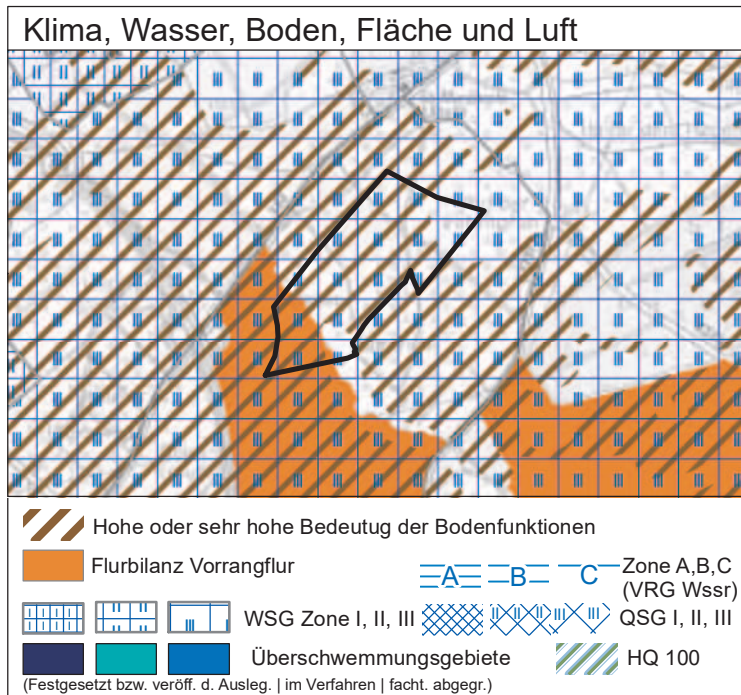 Klima, Wasser, Boden, Fläche und Luft
Hohe oder sehr hohe Bedeutug der Bodenfunktionen
Flurbilanz Vorrangflur
A B C Zone A,B,C
(VRG Wssr)
WSG Zone I, II, III QSG I, II, III
Überschwemmungsgebiete HQ 100
(Festgesetzt bzw. veröff. d. Ausleg. | im Verfahren | facht. abgegr.)